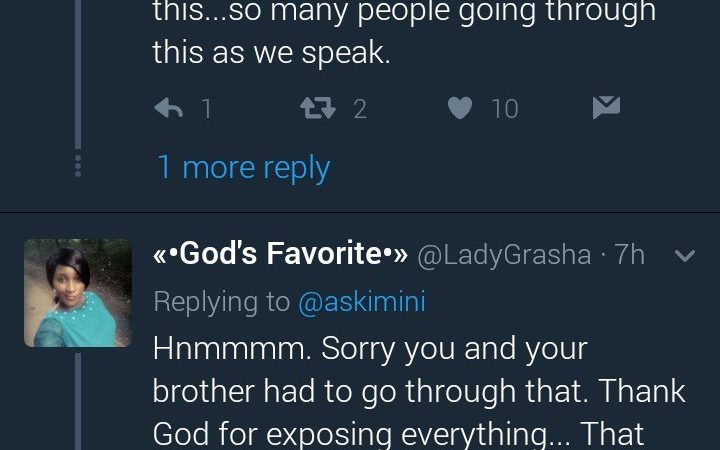 this...so many people going through
this as we speak.
1 2 10
1 more reply
«•God's Favorite•» @LadyGrasha · 7h
Replying to @askimini
Hnmmmm. Sorry you and your
brother had to go through that. Thank
God for exposing everything... That